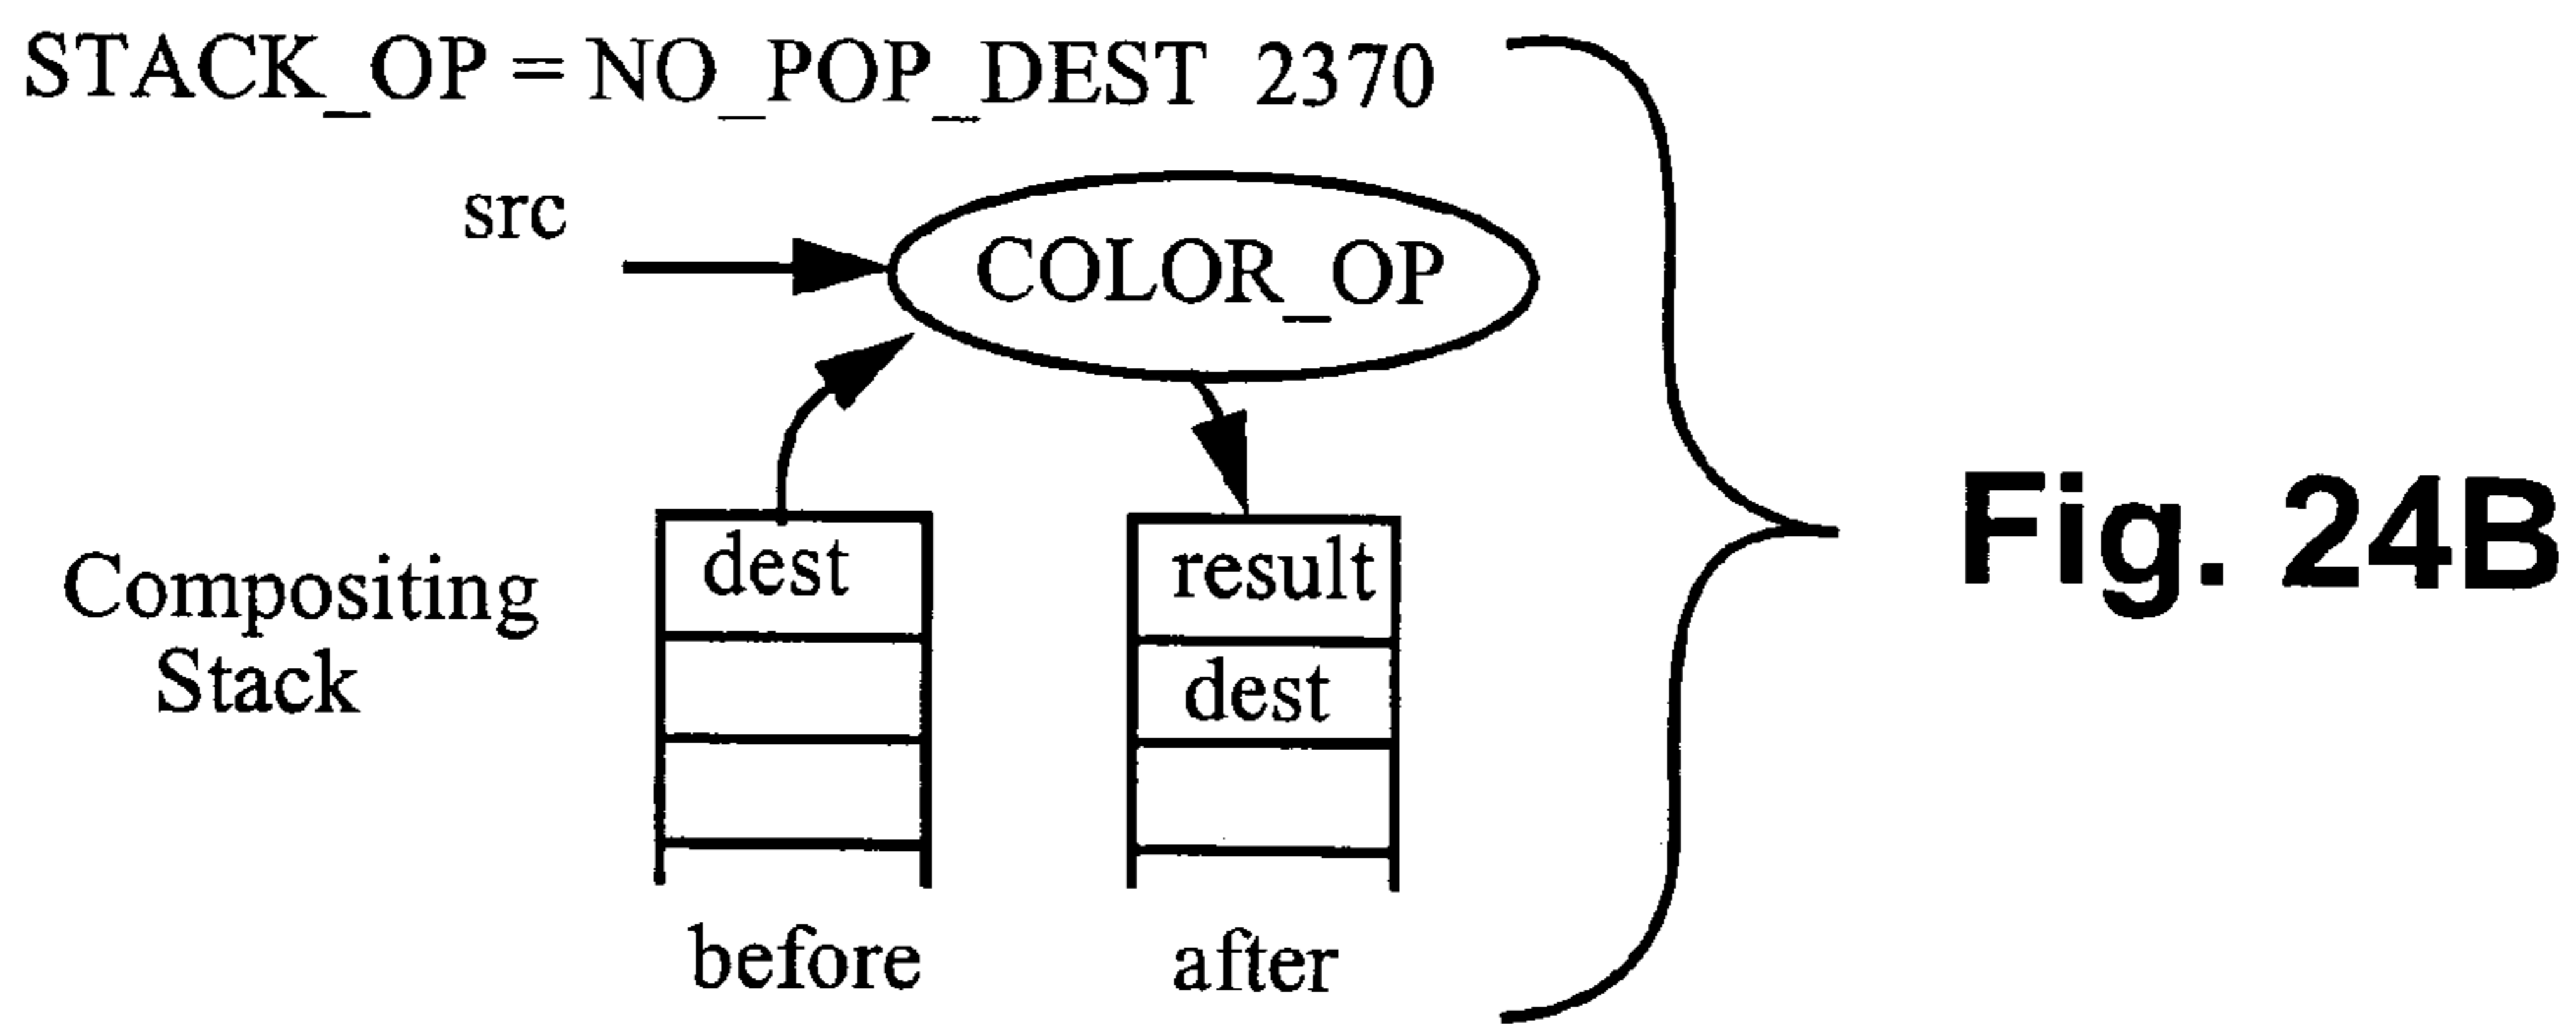 STACK_OP = NO_POP_DEST 2370
src
COLOR_OP
Compositing
Stack
dest
result
dest
before
after
Fig. 24B